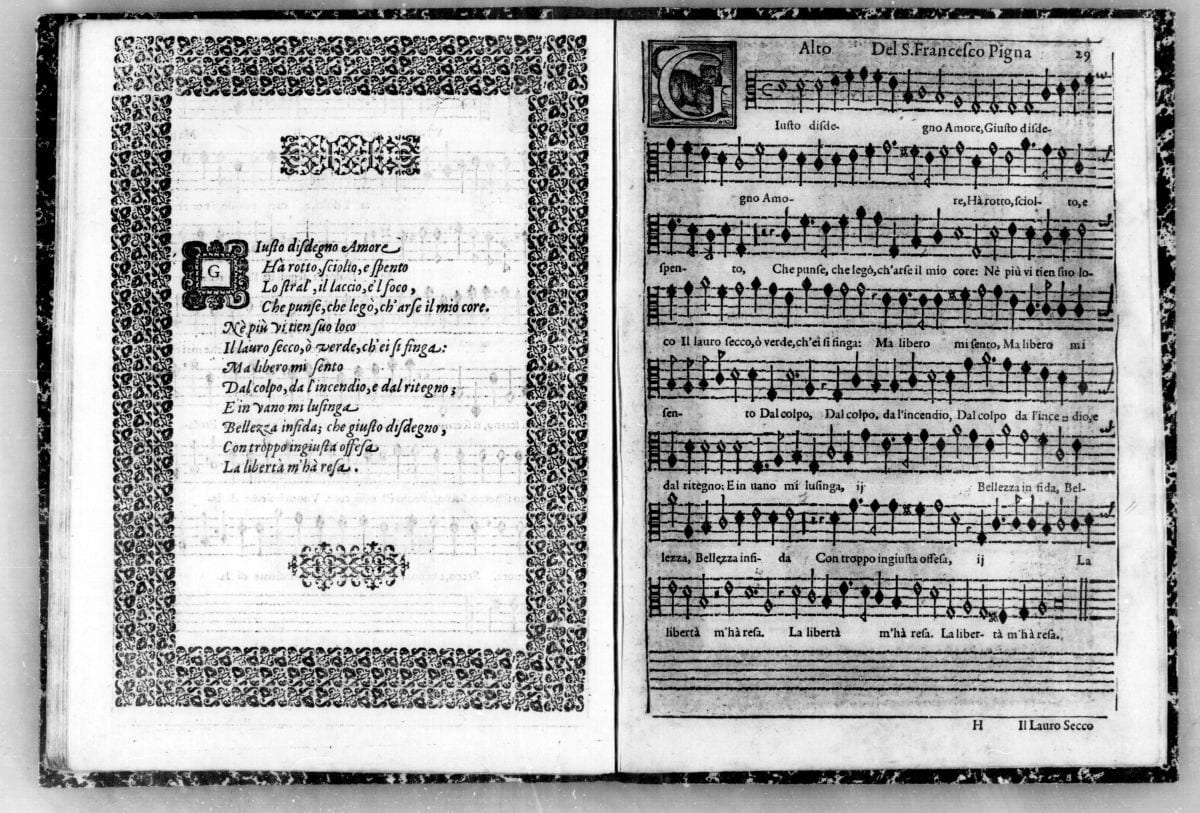 Giusto disdegno Amore
Hà rotto, sciolto, e spento
Lo stral', il laccio, e'l foco,
Che punse, che legò, ch'arse il mio core.
Nè più vi tien suo loco
Il lauro secco, ò verde, ch'ei si finga:
Ma libero mi sento
Dal colpo, da l'incendio, e dal ritegno;
E in vano mi lusinga
Bellezza infida; che giusto disdegno,
Con troppo ingiusta offesa
La libertà m'hà resa.
Alto Del S. Francesco Pigna 29
Giusto disde- gno Amore, Giusto disde-
gno Amo- re, Hà rotto, sciol- to, e
spen- to, Che punse, che legò, ch'arse il mio core: Nè più vi tien suo lo-
co Il lauro secco, ò verde, ch'ei si finga: Ma libero mi sento, Ma libero mi
sen- to Dal colpo, Dal colpo, da l'incendio, Dal colpo da l'ince = dio, e
dal ritegno; E in uano mi lusinga, ij Bellezza in fida, Bel-
lezza, Bellezza infi- da Con troppo ingiusta offesa, ij La
libertà m'hà resa. La libertà m'hà resa. La liber- tà m'hà resa.
H Il Lauro Secco